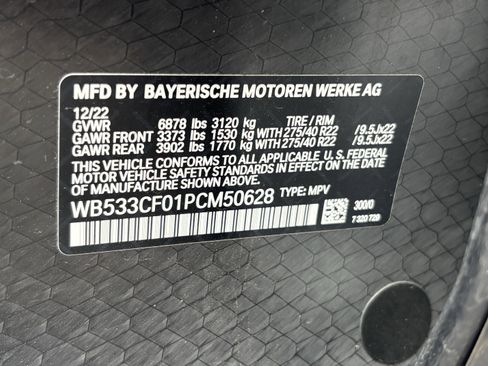 MFD BY BAYERISCHE MOTOREN WERKE AG
12/22
GVWR 6878 lbs 3120 kg TIRE / RIM
GAWR FRONT 3373 lbs 1530 kg WITH 275/40 R22 / 9.5Jx22
GAWR REAR 3902 lbs 1770 kg WITH 275/40 R22 / 9.5Jx22
THIS VEHICLE CONFORMS TO ALL APPLICABLE U. S. FEDERAL
MOTOR VEHICLE SAFETY STANDARDS IN EFFECT ON THE
DATE OF MANUFACTURE SHOWN ABOVE.
WB533CF01PCM50628 TYPE: MPV
300/0
7 320 720